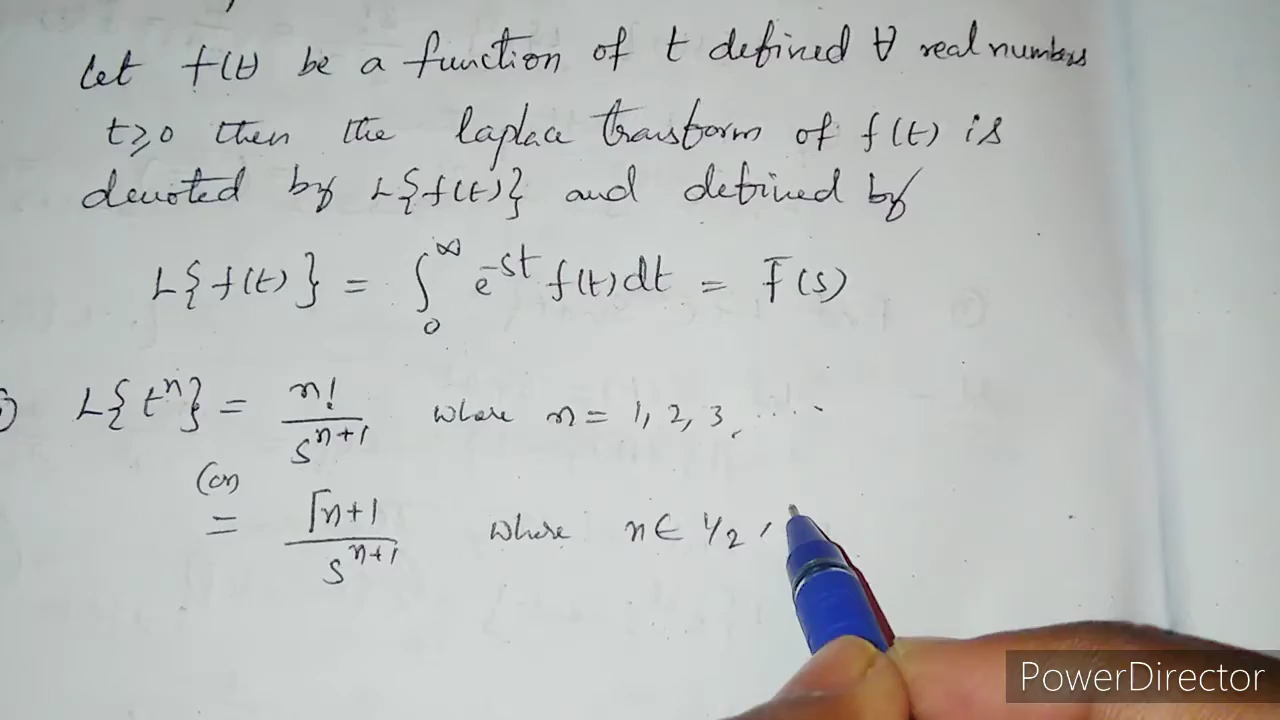 Let f(t) be a function of t defined ∀ real numbers
t≥0 then the laplace transform of f(t) is
denoted by L{f(t)} and defined by
L{f(t)} = ∫₀^∞ e^-st f(t)dt = F̄(s)
L{t^n} = n!/s^n+1 where n = 1, 2, 3, ....
(or)
= Γn+1/s^n+1 where n∈ 1/2,
PowerDirector